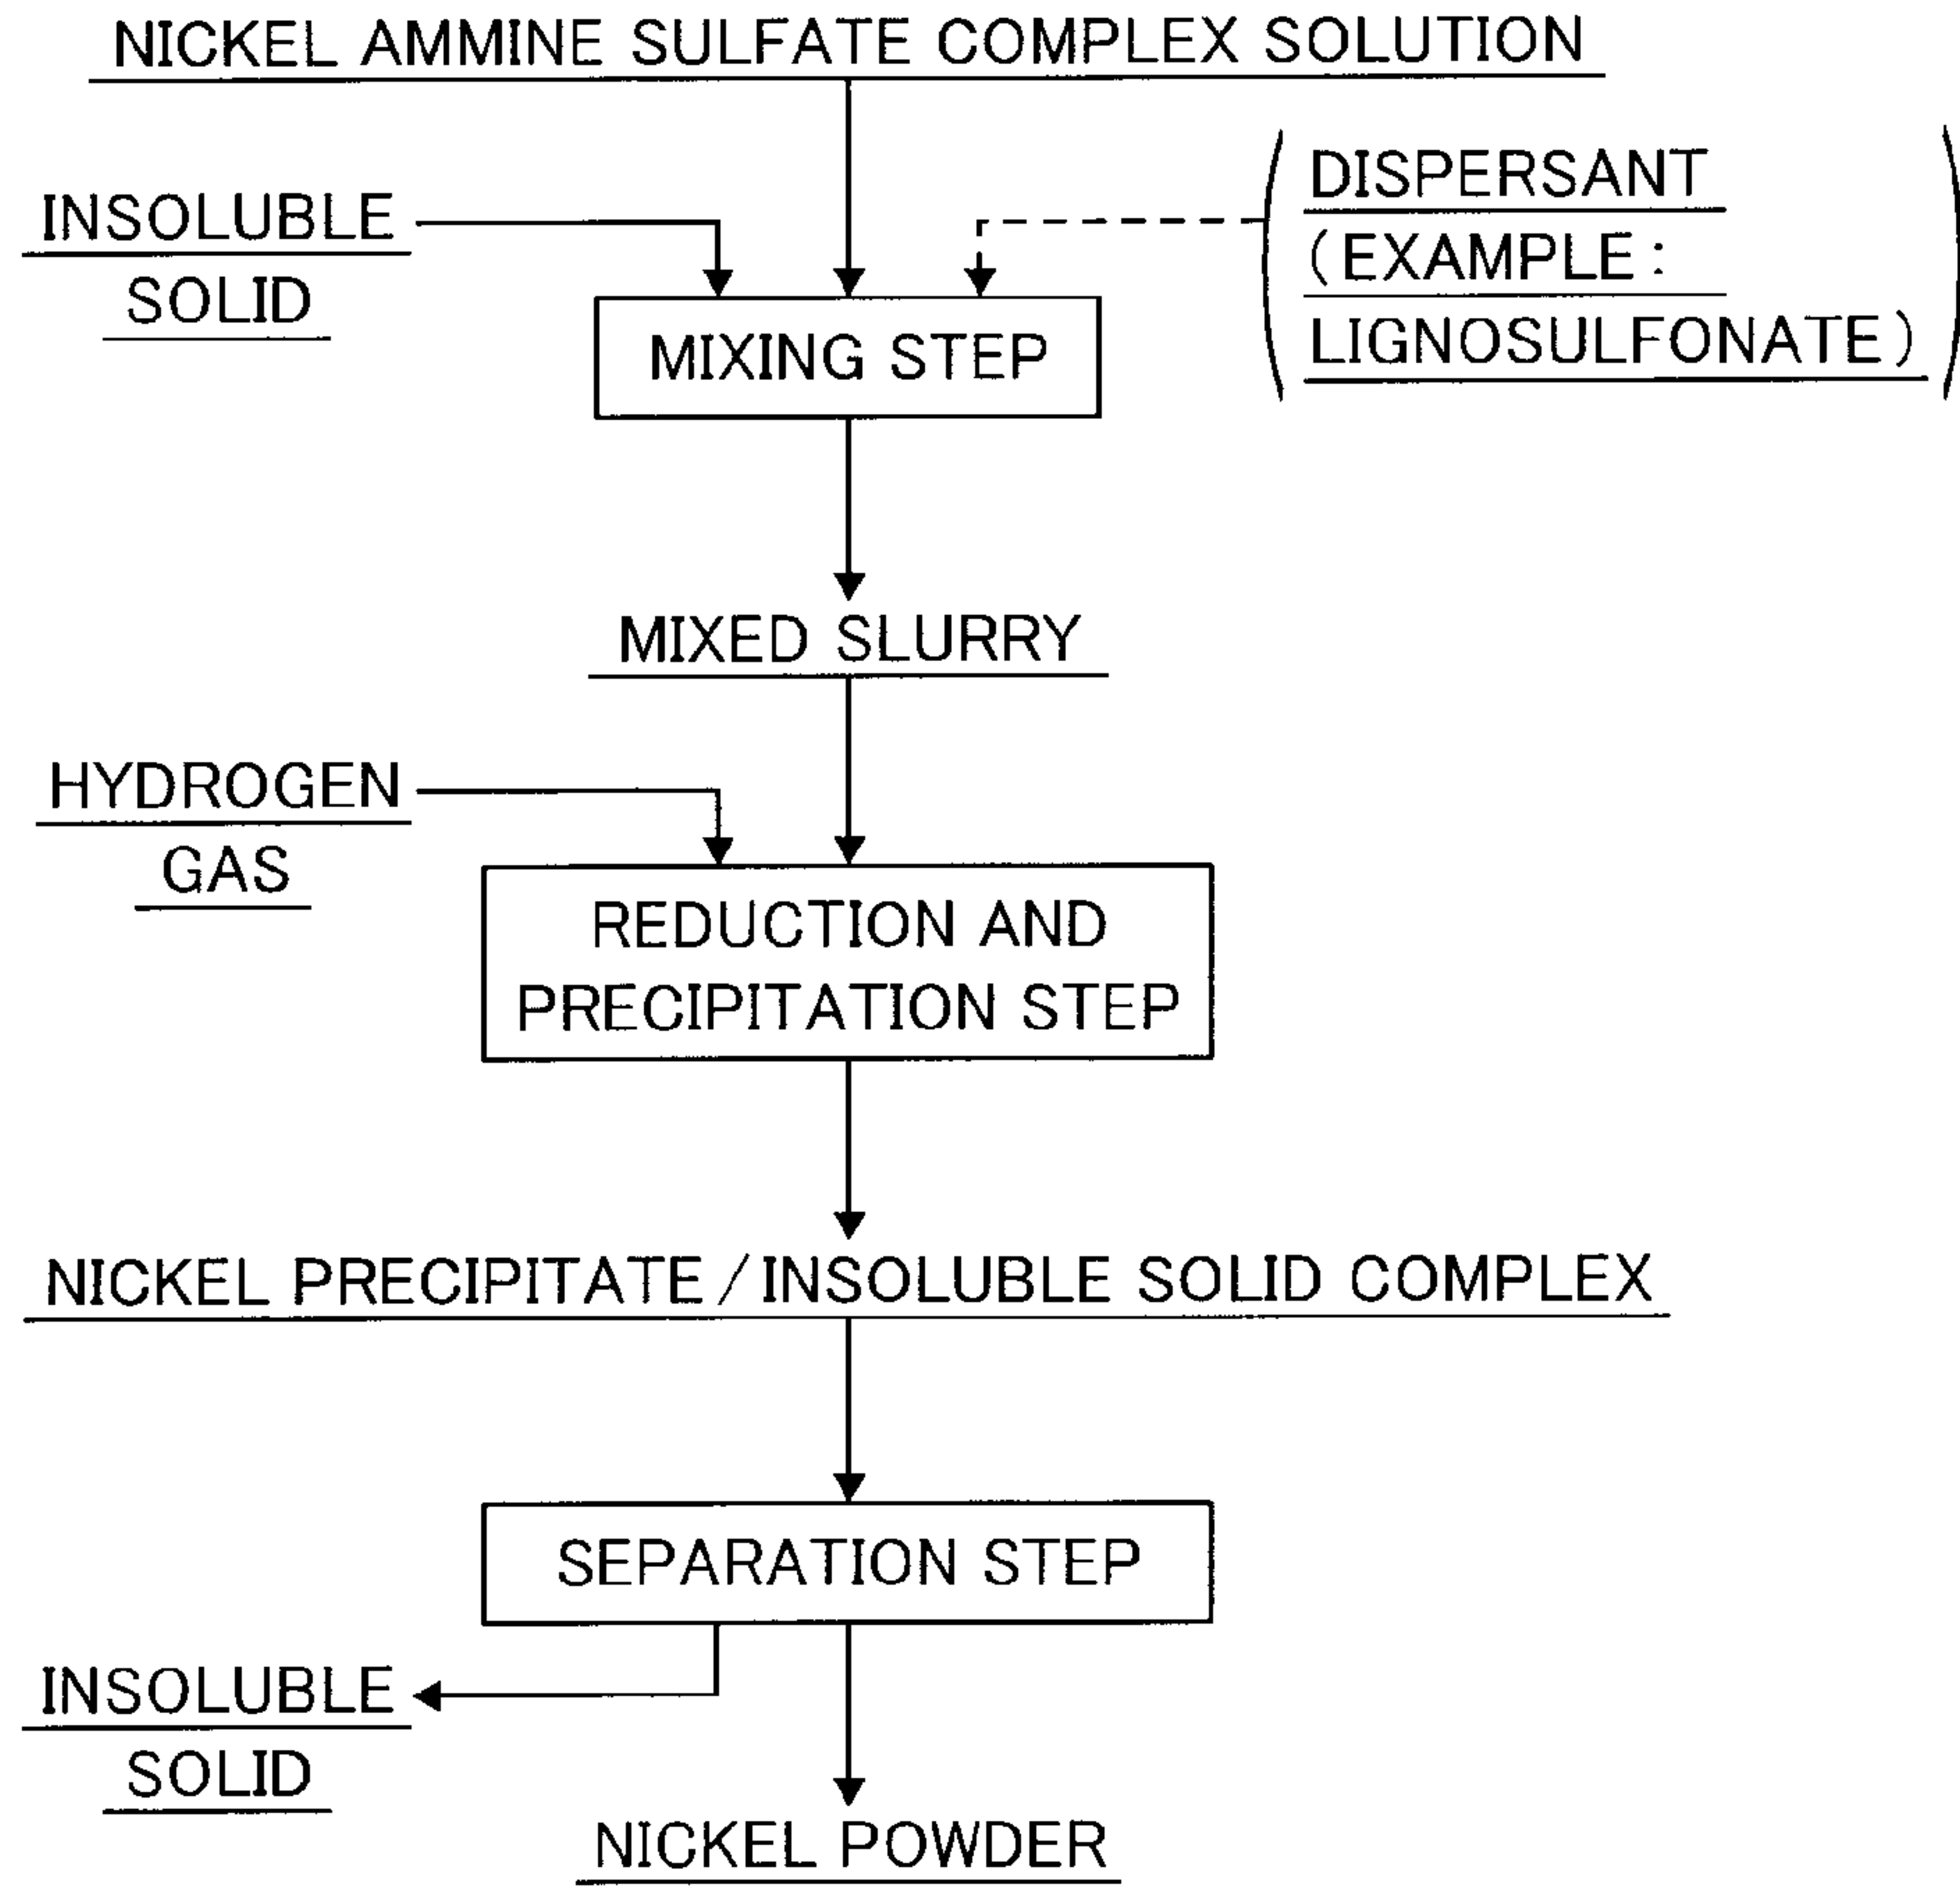 NICKEL AMMINE SULFATE COMPLEX SOLUTION
INSOLUBLE
SOLID
DISPERSANT
(EXAMPLE:
LIGNOSULFONATE)
MIXING STEP
MIXED SLURRY
HYDROGEN
GAS
REDUCTION AND
PRECIPITATION STEP
NICKEL PRECIPITATE/INSOLUBLE SOLID COMPLEX
SEPARATION STEP
INSOLUBLE
SOLID
NICKEL POWDER